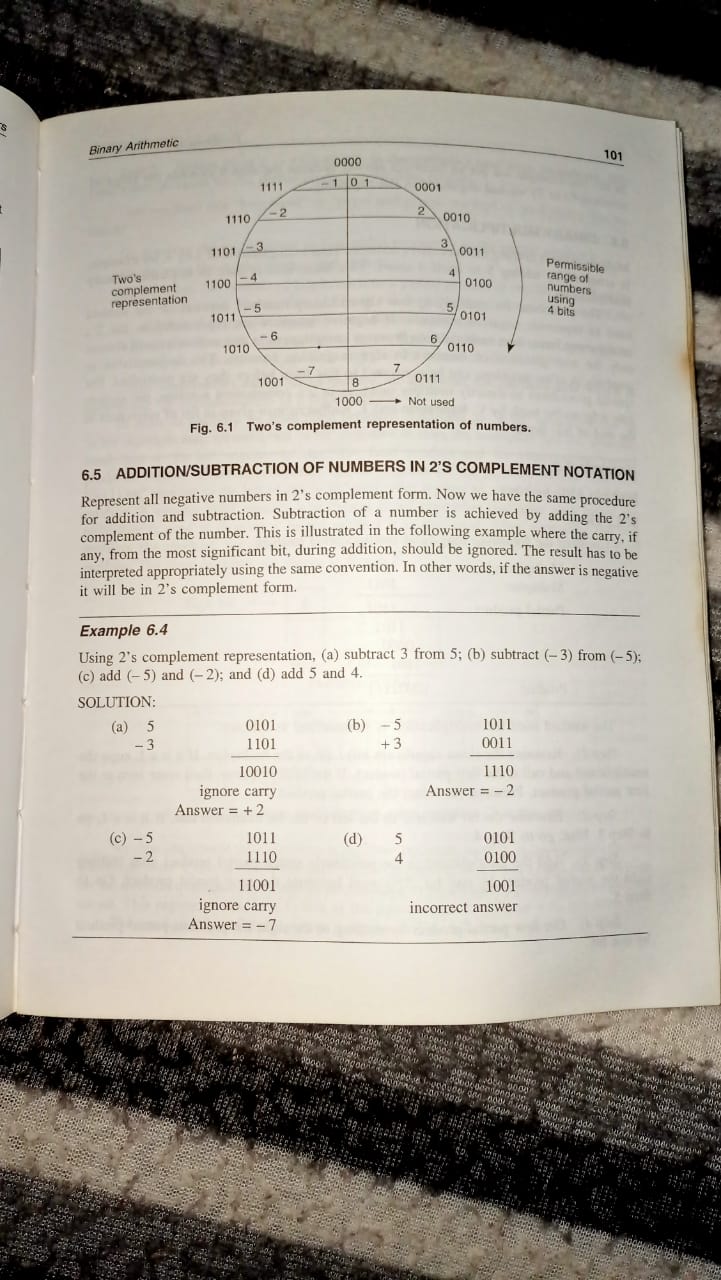 Binary Arithmetic 101
0000
1111 – 1 0 1 0001
1110 – 2 2 0010
1101 – 3 3 0011
Two's
complement
representation
1100 – 4 4 0100
Permissible
range of
numbers
using
4 bits
1011 – 5 5 0101
1010 – 6 6 0110
1001 – 7 7 0111
8
1000 → Not used
Fig. 6.1 Two's complement representation of numbers.
6.5 ADDITION/SUBTRACTION OF NUMBERS IN 2'S COMPLEMENT NOTATION
Represent all negative numbers in 2's complement form. Now we have the same procedure
for addition and subtraction. Subtraction of a number is achieved by adding the 2's
complement of the number. This is illustrated in the following example where the carry, if
any, from the most significant bit, during addition, should be ignored. The result has to be
interpreted appropriately using the same convention. In other words, if the answer is negative
it will be in 2's complement form.
Example 6.4
Using 2's complement representation, (a) subtract 3 from 5; (b) subtract (– 3) from (– 5);
(c) add (– 5) and (– 2); and (d) add 5 and 4.
SOLUTION:
(a) 5 0101 (b) – 5 1011
– 3 1101 + 3 0011
10010 1110
ignore carry Answer = – 2
Answer = + 2
(c) – 5 1011 (d) 5 0101
– 2 1110 4 0100
11001 1001
ignore carry incorrect answer
Answer = – 7